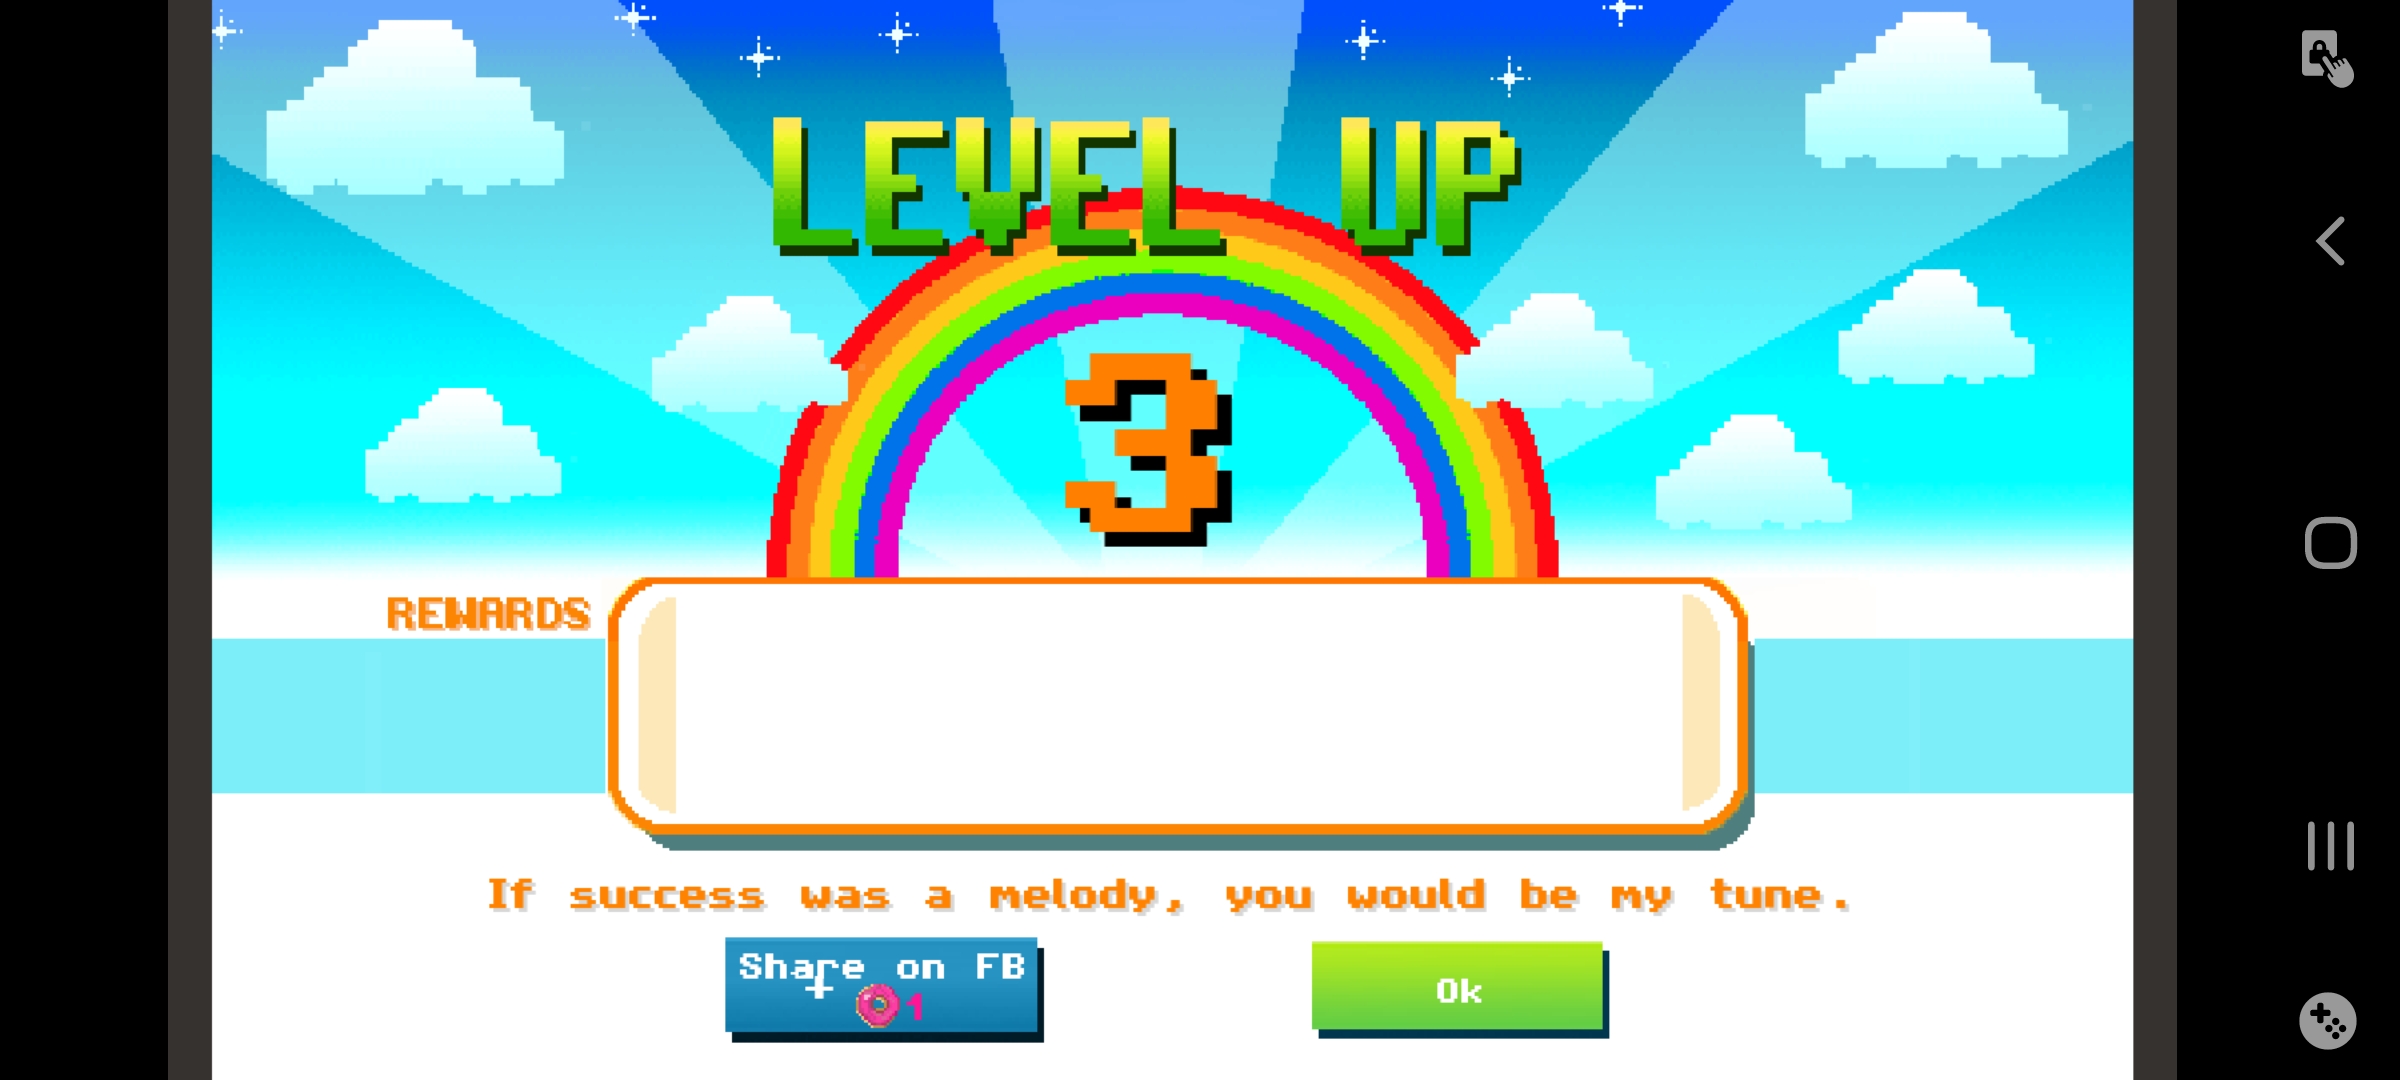 LEVEL UP
3
REWARDS
If success was a melody, you would be my tune.
Share on FB
+ 1
Ok